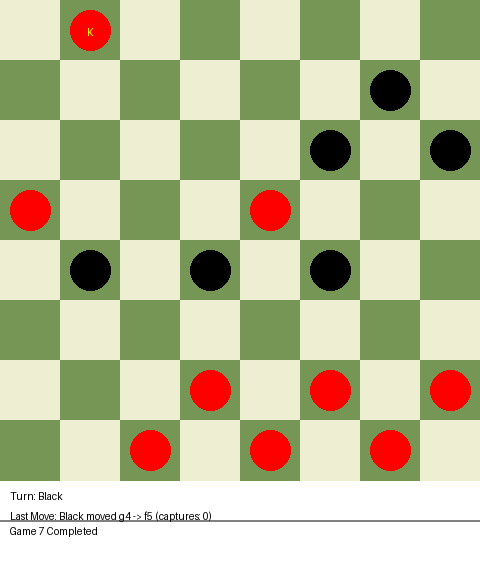 K
Turn: Black
Last Move: Black moved g4 -> f5 (captures: 0)
Game 7 Completed